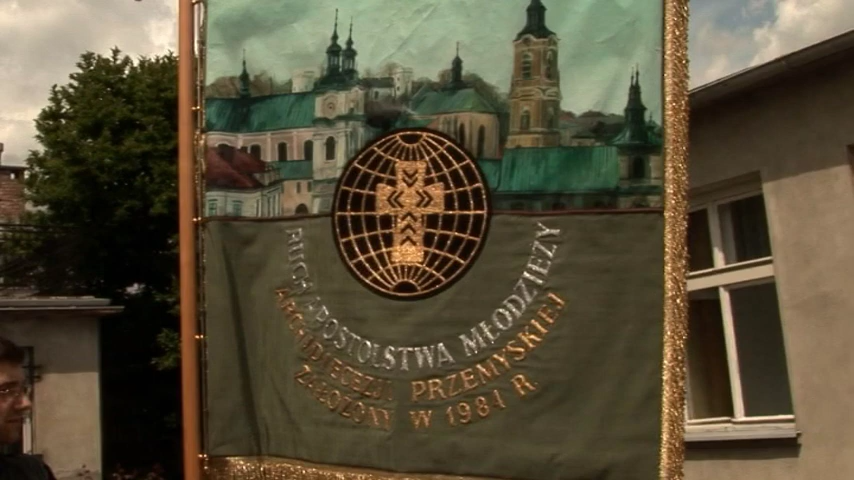 RUCH APOSTOLSTWA MŁODZIEŻY
ARCHIDIECEZJI PRZEMYSKIEJ
ZAŁOŻONY W 1981 R.